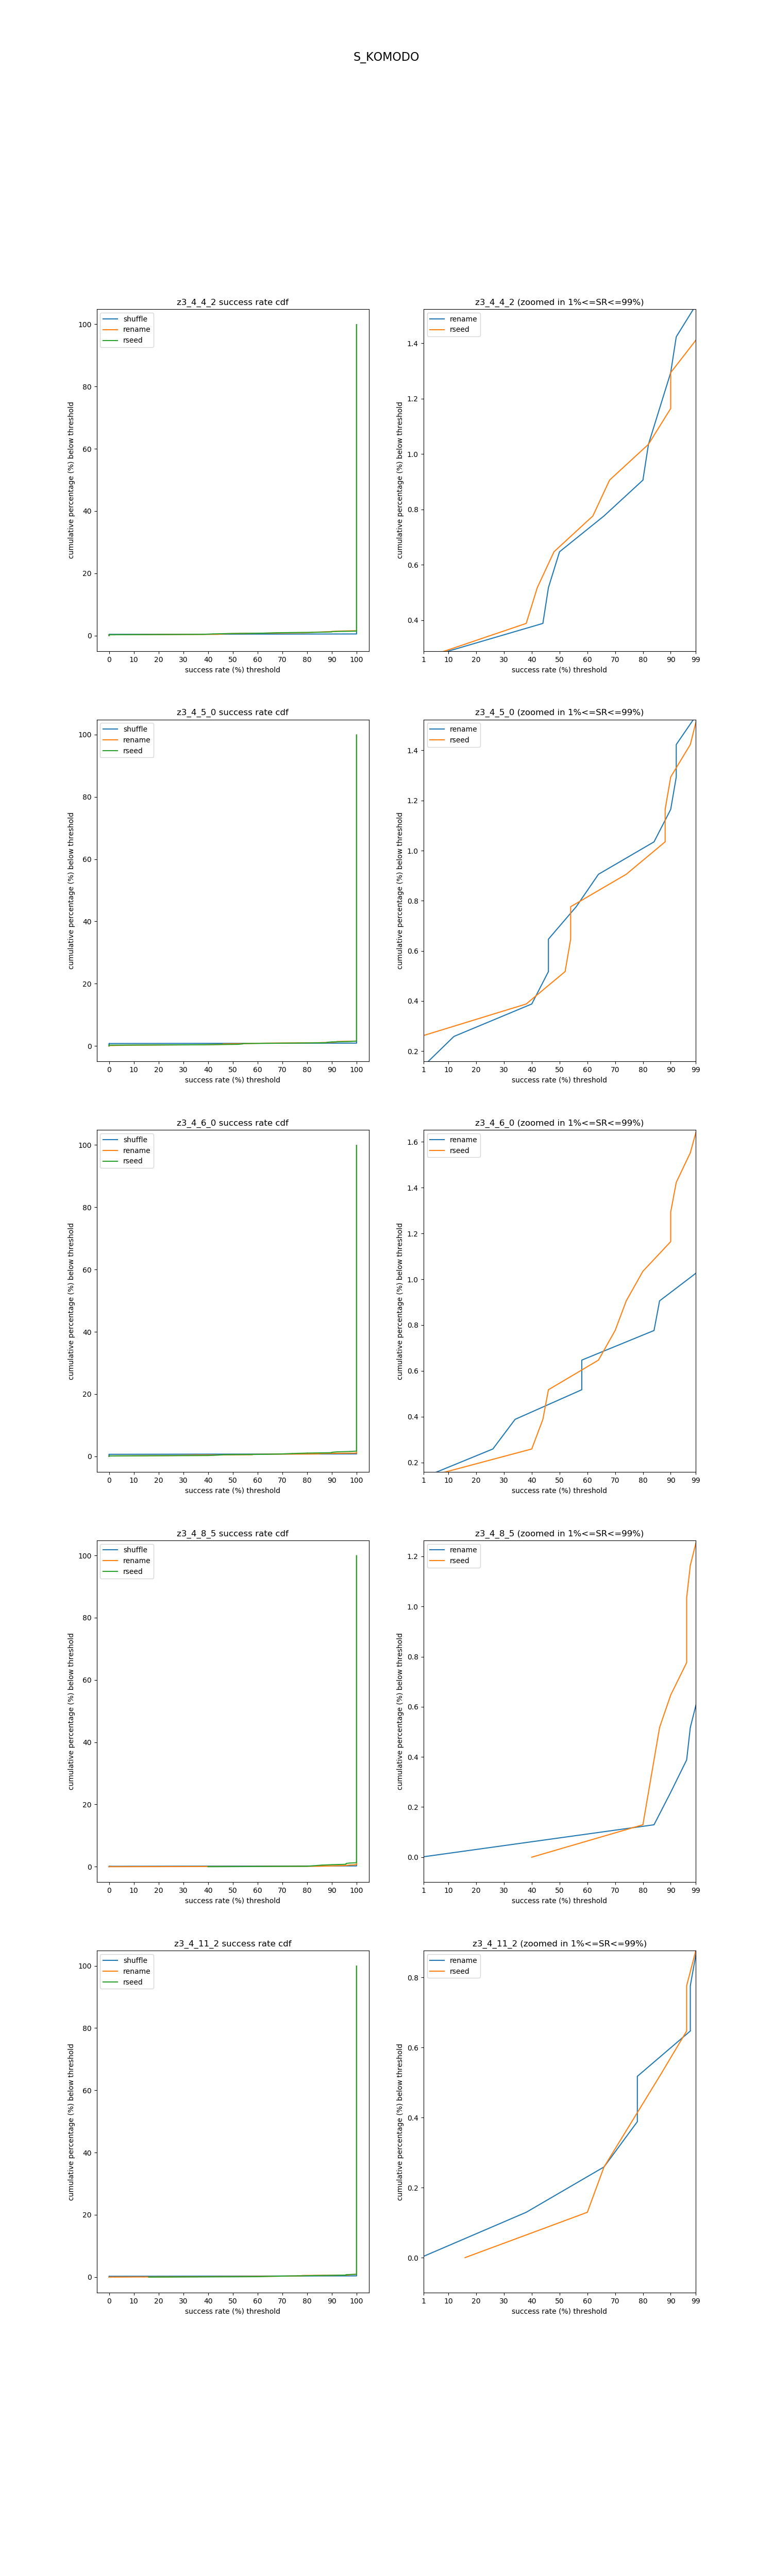 S_KOMODO
z3_4_4_2 success rate cdf
shuffle
rename
rseed
100
80
60
40
20
0
cumulative percentage (%) below threshold
0 10 20 30 40 50 60 70 80 90 100
success rate (%) threshold
z3_4_4_2 (zoomed in 1%<=SR<=99%)
rename
rseed
1.4
1.2
1.0
0.8
0.6
0.4
cumulative percentage (%) below threshold
1 10 20 30 40 50 60 70 80 90 99
success rate (%) threshold
z3_4_5_0 success rate cdf
shuffle
rename
rseed
100
80
60
40
20
0
cumulative percentage (%) below threshold
0 10 20 30 40 50 60 70 80 90 100
success rate (%) threshold
z3_4_5_0 (zoomed in 1%<=SR<=99%)
rename
rseed
1.4
1.2
1.0
0.8
0.6
0.4
0.2
cumulative percentage (%) below threshold
1 10 20 30 40 50 60 70 80 90 99
success rate (%) threshold
z3_4_6_0 success rate cdf
shuffle
rename
rseed
100
80
60
40
20
0
cumulative percentage (%) below threshold
0 10 20 30 40 50 60 70 80 90 100
success rate (%) threshold
z3_4_6_0 (zoomed in 1%<=SR<=99%)
rename
rseed
1.6
1.4
1.2
1.0
0.8
0.6
0.4
0.2
cumulative percentage (%) below threshold
1 10 20 30 40 50 60 70 80 90 99
success rate (%) threshold
z3_4_8_5 success rate cdf
shuffle
rename
rseed
100
80
60
40
20
0
cumulative percentage (%) below threshold
0 10 20 30 40 50 60 70 80 90 100
success rate (%) threshold
z3_4_8_5 (zoomed in 1%<=SR<=99%)
rename
rseed
1.2
1.0
0.8
0.6
0.4
0.2
0.0
cumulative percentage (%) below threshold
1 10 20 30 40 50 60 70 80 90 99
success rate (%) threshold
z3_4_11_2 success rate cdf
shuffle
rename
rseed
100
80
60
40
20
0
cumulative percentage (%) below threshold
0 10 20 30 40 50 60 70 80 90 100
success rate (%) threshold
z3_4_11_2 (zoomed in 1%<=SR<=99%)
rename
rseed
0.8
0.6
0.4
0.2
0.0
cumulative percentage (%) below threshold
1 10 20 30 40 50 60 70 80 90 99
success rate (%) threshold